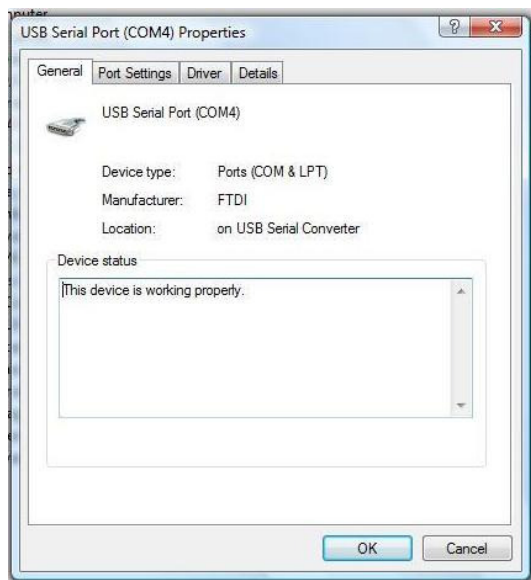 USB Serial Port (COM4) Properties
General Port Settings Driver Details
USB Serial Port (COM4)
Device type: Ports (COM & LPT)
Manufacturer: FTDI
Location: on USB Serial Converter
Device status
This device is working properly.
OK Cancel